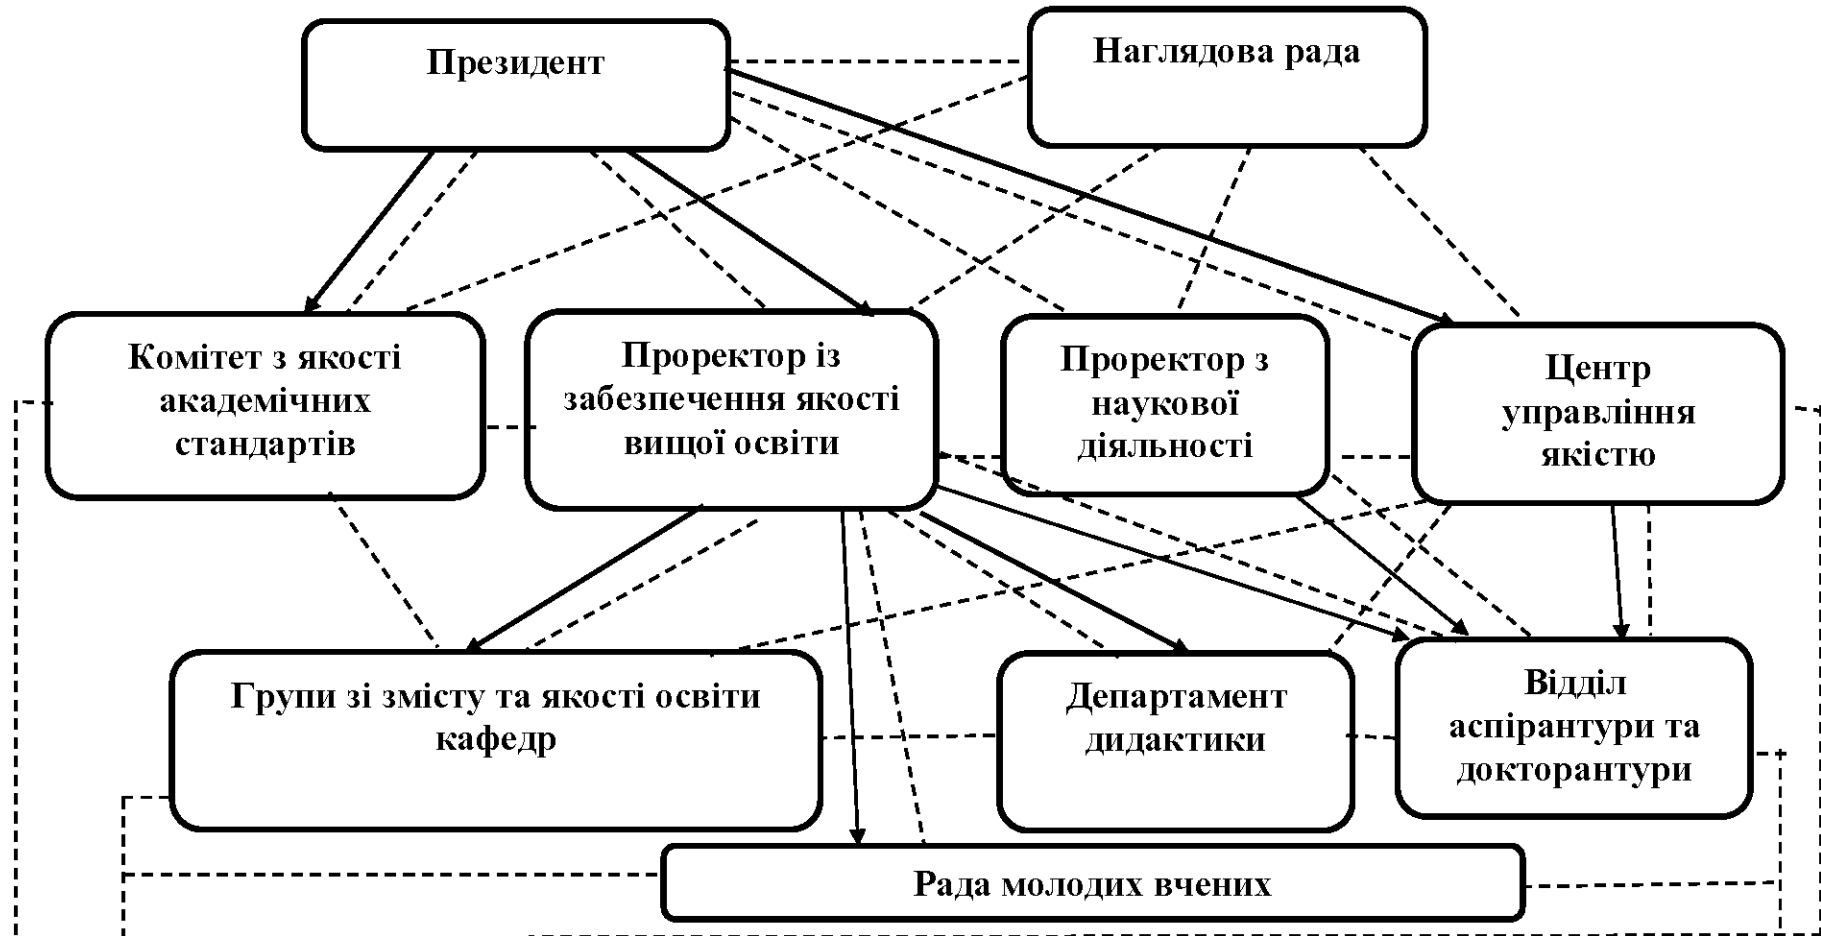 Президент
Наглядова рада
Комітет з якості
академічних
стандартів
Проректор із
забезпечення якості
вищої освіти
Проректор з
наукової
діяльності
Центр
управління
якістю
Групи зі змісту та якості освіти
кафедр
Департамент
дидактики
Відділ
аспірантури та
докторантури
Рада молодих вчених